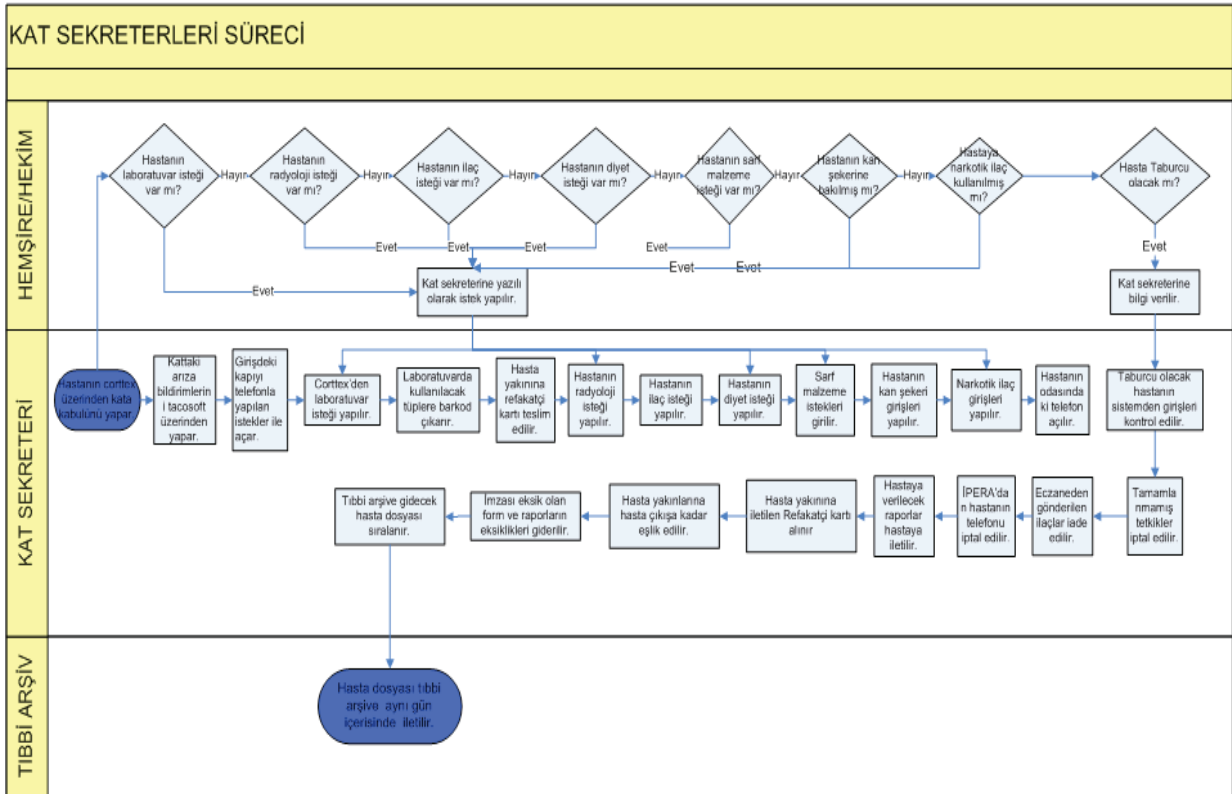 KAT SEKRETERLERİ SÜRECİ
HEMŞİRE/HEKİM
Hastanın
laboratuvar isteği
var mı?
Hayır
Hastanın
radyoloji isteği
var mı?
Hayır
Hastanın ilaç
isteği var mı?
Hayır
Hastanın diyet
isteği var mı?
Hayır
Hastanın sarf
malzeme
isteği var mı?
Hayır
Hastanın kan
şekerine
bakılmış mı?
Hayır
Hastaya
narkotik ilaç
kullanılmış
mı?
Hasta Taburcu
olacak mı?
Evet
Evet
Evet
Evet
Evet
Evet
Evet
Evet
Kat sekreterine yazılı
olarak istek yapılır.
Kat sekreterine
bilgi verilir.
KAT SEKRETERİ
Hastanın corttex
üzerinden kata
kabulünü yapar.
Kattaki
arıza
bildirimlerin
i tacosoft
üzerinden
yapar.
Girişdeki
kapıyı
telefonla
yapılan
istekler ile
açar.
Corttex'den
laboratuvar
isteği yapılır.
Laboratuvarda
kullanılacak
tüplere barkod
çıkarır.
Hasta
yakınına
refakatçi
kartı teslim
edilir.
Hastanın
radyoloji
isteği
yapılır.
Hastanın
ilaç isteği
yapılır.
Hastanın
diyet isteği
yapılır.
Sarf
malzeme
istekleri
girilir.
Hastanın
kan şekeri
girişleri
yapılır.
Narkotik ilaç
girişleri
yapılır.
Hastanın
odasında
ki telefon
açılır.
Taburcu olacak
hastanın
sistemden girişleri
kontrol edilir.
Tamamla
nmamış
tetkikler
iptal edilir.
Eczaneden
gönderilen
ilaçlar iade
edilir.
İPERA'da
n hastanın
telefonu
iptal edilir.
Hastaya
verilecek
raporlar
hastaya
iletilir.
Hasta yakınına
iletilen Refakatçi kartı
alınır
Hasta yakınlarına
hasta çıkışa kadar
eşlik edilir.
İmzası eksik olan
form ve raporların
eksiklikleri giderilir.
Tıbbi arşive gidecek
hasta dosyası
sıralanır.
TIBBİ ARŞİV
Hasta dosyası tıbbi
arşive aynı gün
içerisinde iletilir.